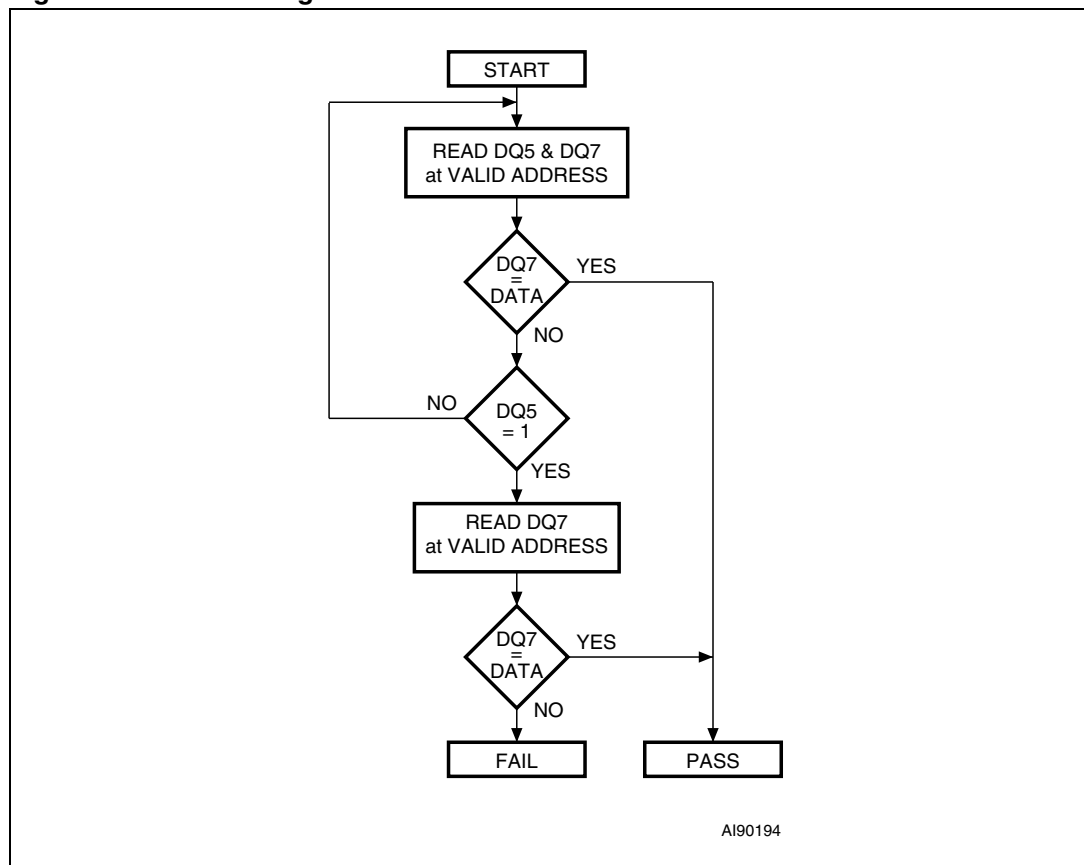 START
READ DQ5 & DQ7
at VALID ADDRESS
DQ7
=
DATA
YES
NO
NO
DQ5
= 1
YES
READ DQ7
at VALID ADDRESS
DQ7
=
DATA
YES
NO
FAIL
PASS
AI90194